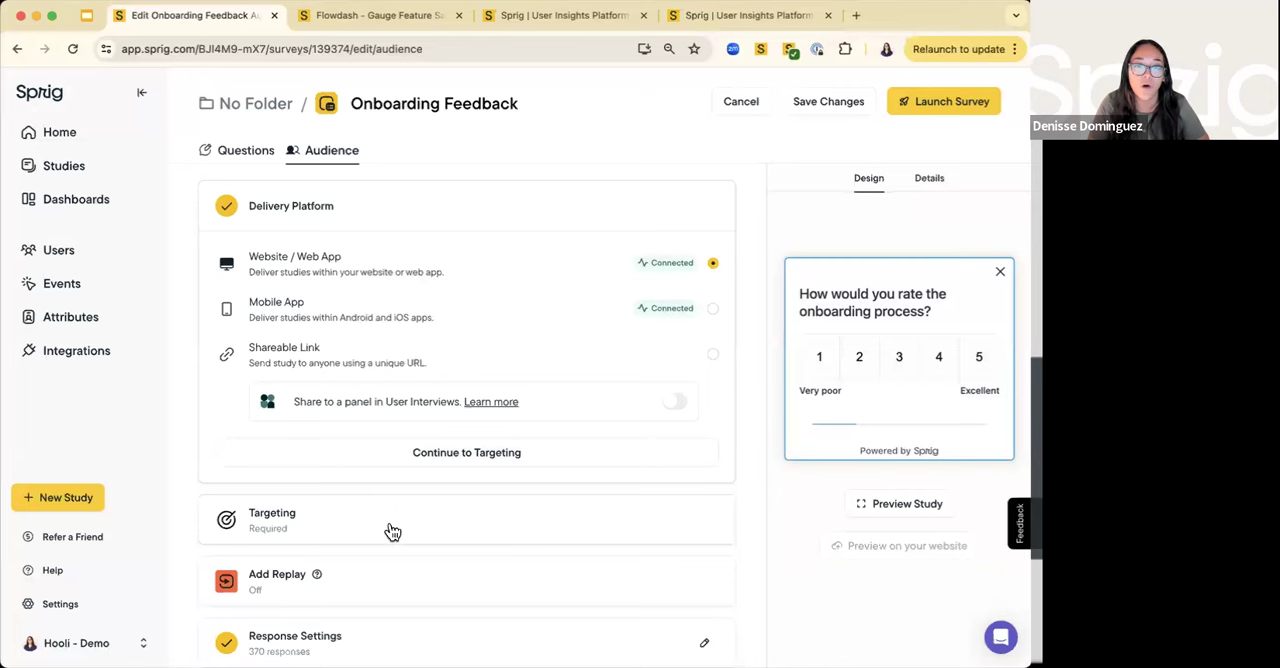 Edit Onboarding Feedback Au
Flowdash - Gauge Feature Sa
Sprig | User Insights Platform
Sprig | User Insights Platform
app.sprig.com/BJl4M9-mX7/surveys/139374/edit/audience
zm
S
Relaunch to update
Sprig
No Folder / Onboarding Feedback
Cancel
Save Changes
Launch Survey
Denisse Dominguez
Home
Studies
Dashboards
Users
Events
Attributes
Integrations
New Study
Refer a Friend
Help
Settings
Hooli - Demo
Questions
Audience
Delivery Platform
Website / Web App
Deliver studies within your website or web app.
Connected
Mobile App
Deliver studies within Android and iOS apps.
Connected
Shareable Link
Send study to anyone using a unique URL.
Share to a panel in User Interviews. Learn more
Continue to Targeting
Targeting
Required
Add Replay
Off
Response Settings
370 responses
Design
Details
How would you rate the
onboarding process?
1 2 3 4 5
Very poor
Excellent
Powered by Sprig
Preview Study
Preview on your website
Feedback